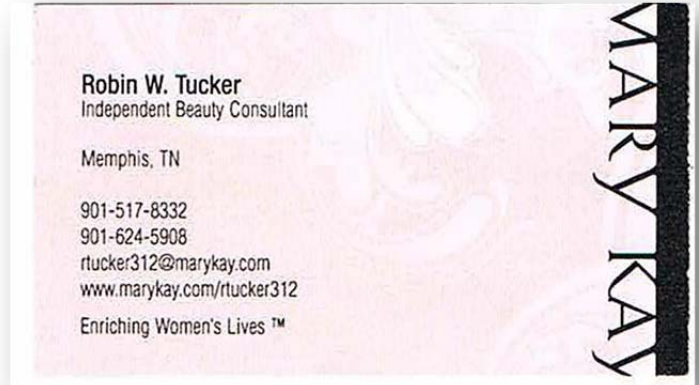 Robin W. Tucker
Independent Beauty Consultant
Memphis, TN
901-517-8332
901-624-5908
rtucker312@marykay.com
www.marykay.com/rtucker312
Enriching Women's Lives ™
MARY KAY